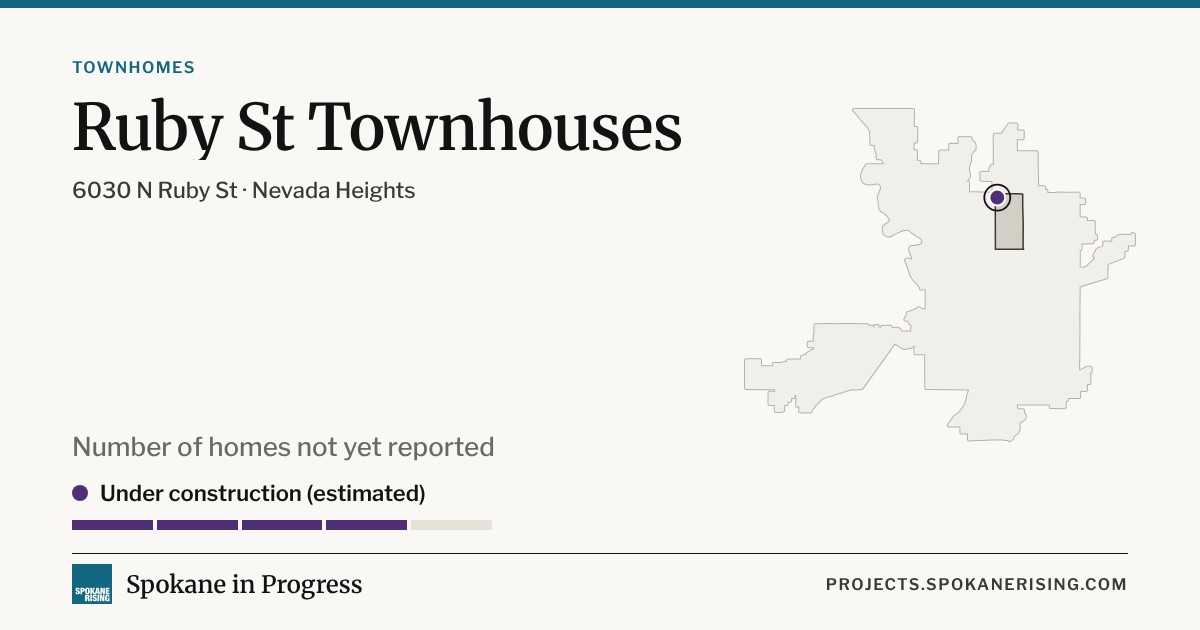 TOWNHOMES
Ruby St Townhouses
6030 N Ruby St · Nevada Heights
Number of homes not yet reported
Under construction (estimated)
SPOKANE
RISING
Spokane in Progress
PROJECTS.SPOKANERISING.COM